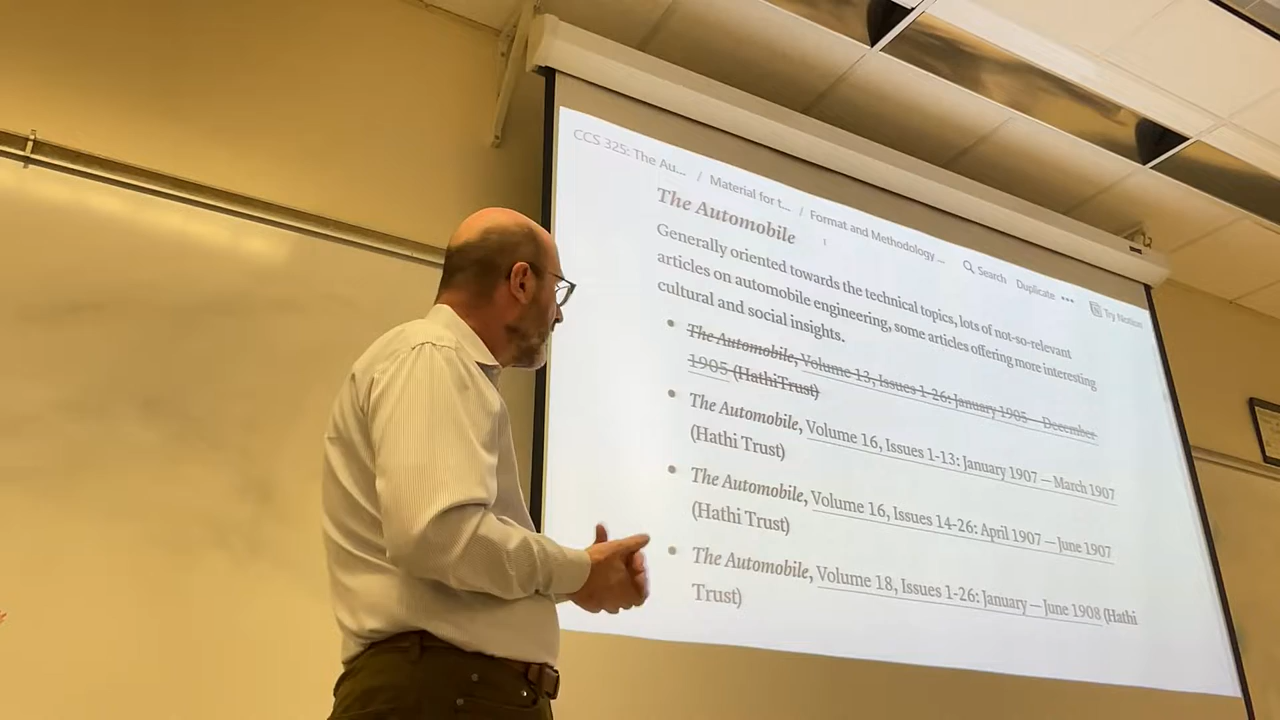 CCS 325: The Au... / Material for t... / Format and Methodology ... Search Duplicate ••• Try Notion
The Automobile
Generally oriented towards the technical topics, lots of not-so-relevant
articles on automobile engineering, some articles offering more interesting
cultural and social insights.
• The Automobile, Volume 13, Issues 1-26: January 1905 – December
1905 (HathiTrust)
• The Automobile, Volume 16, Issues 1-13: January 1907 – March 1907
(Hathi Trust)
• The Automobile, Volume 16, Issues 14-26: April 1907 – June 1907
(Hathi Trust)
• The Automobile, Volume 18, Issues 1-26: January – June 1908 (Hathi
Trust)